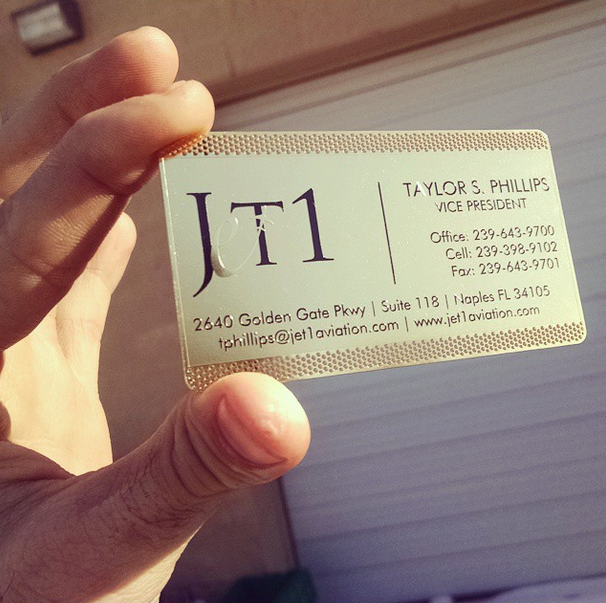 JeT1
TAYLOR S. PHILLIPS
VICE PRESIDENT
Office: 239-643-9700
Cell: 239-398-9102
Fax: 239-643-9701
2640 Golden Gate Pkwy | Suite 118 | Naples FL 34105
tphillips@jet1aviation.com | www.jet1aviation.com